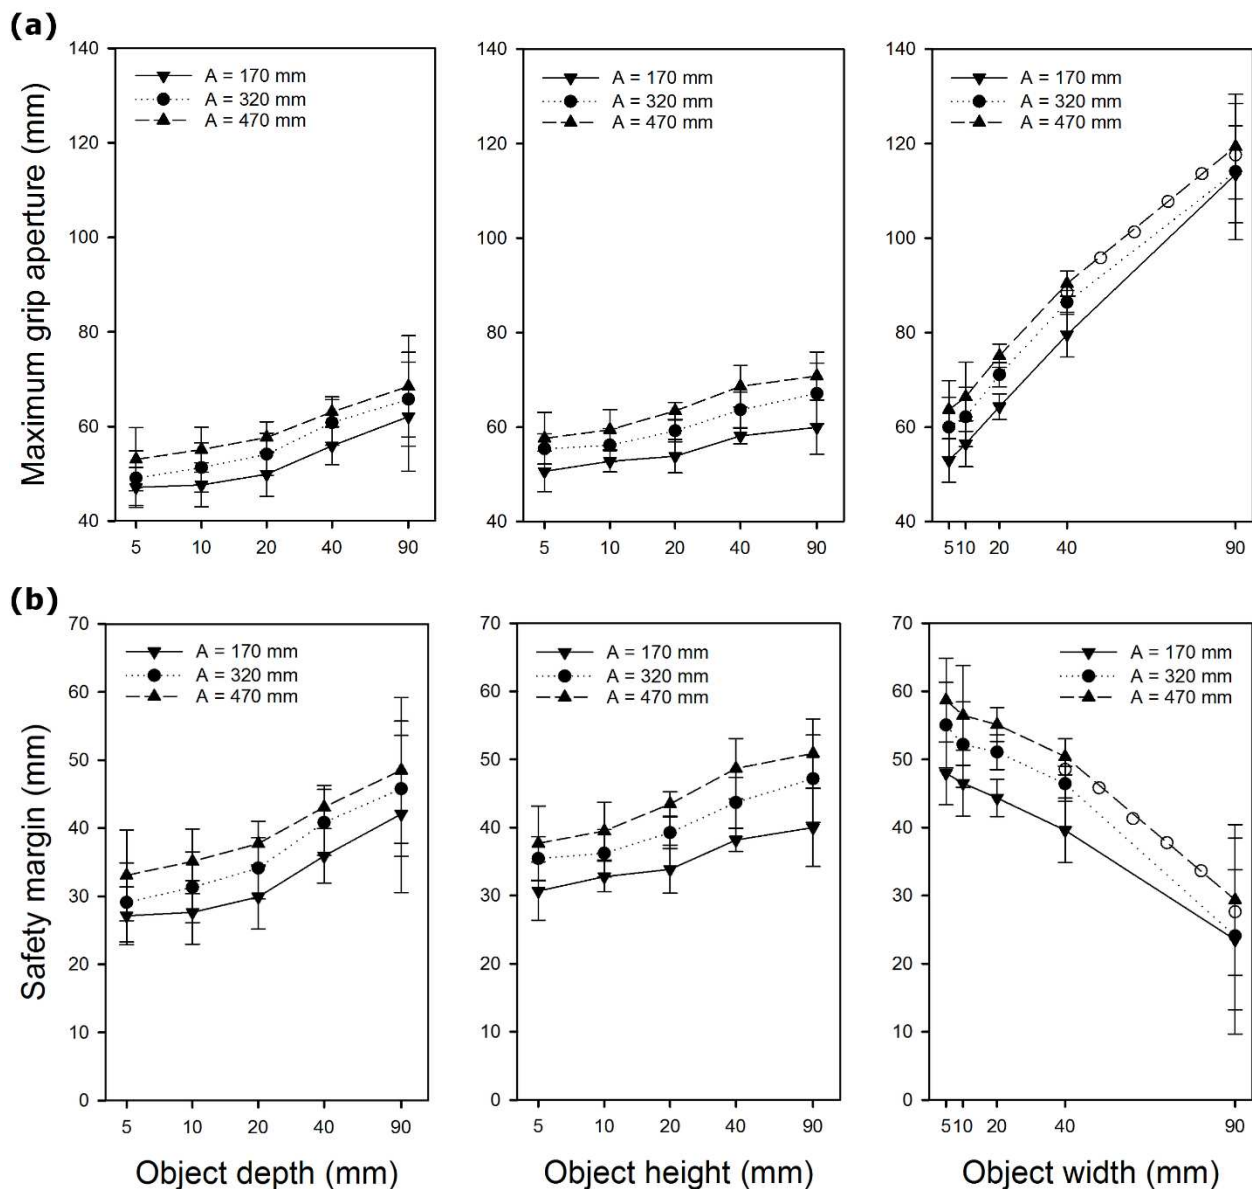 (a)
Maximum grip aperture (mm)
140
120
100
80
60
40
A = 170 mm
A = 320 mm
A = 470 mm
5 10 20 40 90
140
120
100
80
60
40
A = 170 mm
A = 320 mm
A = 470 mm
5 10 20 40 90
140
120
100
80
60
40
A = 170 mm
A = 320 mm
A = 470 mm
5 10 20 40 90
(b)
Safety margin (mm)
70
60
50
40
30
20
10
0
A = 170 mm
A = 320 mm
A = 470 mm
5 10 20 40 90
Object depth (mm)
70
60
50
40
30
20
10
0
A = 170 mm
A = 320 mm
A = 470 mm
5 10 20 40 90
Object height (mm)
70
60
50
40
30
20
10
0
A = 170 mm
A = 320 mm
A = 470 mm
5 10 20 40 90
Object width (mm)